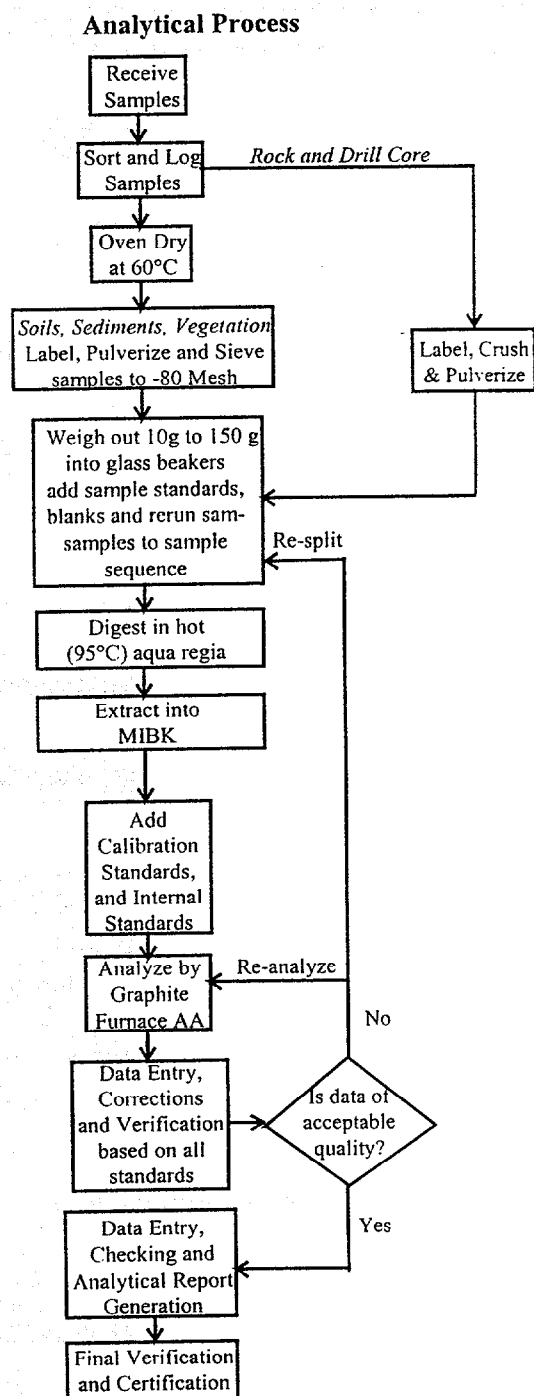 Analytical Process
Receive
Samples
Sort and Log
Samples
Rock and Drill Core
Oven Dry
at 60°C
Soils, Sediments, Vegetation
Label, Pulverize and Sieve
samples to -80 Mesh
Label, Crush
& Pulverize
Weigh out 10g to 150 g
into glass beakers
add sample standards,
blanks and rerun sam-
samples to sample
sequence
Re-split
Digest in hot
(95°C) aqua regia
Extract into
MIBK
Add
Calibration
Standards,
and Internal
Standards
Analyze by
Graphite
Furnace AA
Re-analyze
No
Data Entry,
Corrections
and Verification
based on all
standards
Is data of
acceptable
quality?
Yes
Data Entry,
Checking and
Analytical Report
Generation
Final Verification
and Certification